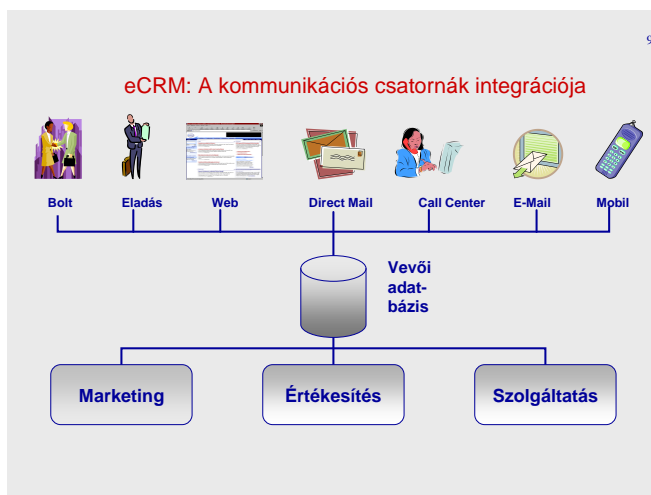 9
eCRM: A kommunikációs csatornák integrációja
Bolt
Eladás
Web
Direct Mail
Call Center
E-Mail
Mobil
Vevői
adat-
bázis
Marketing
Értékesítés
Szolgáltatás